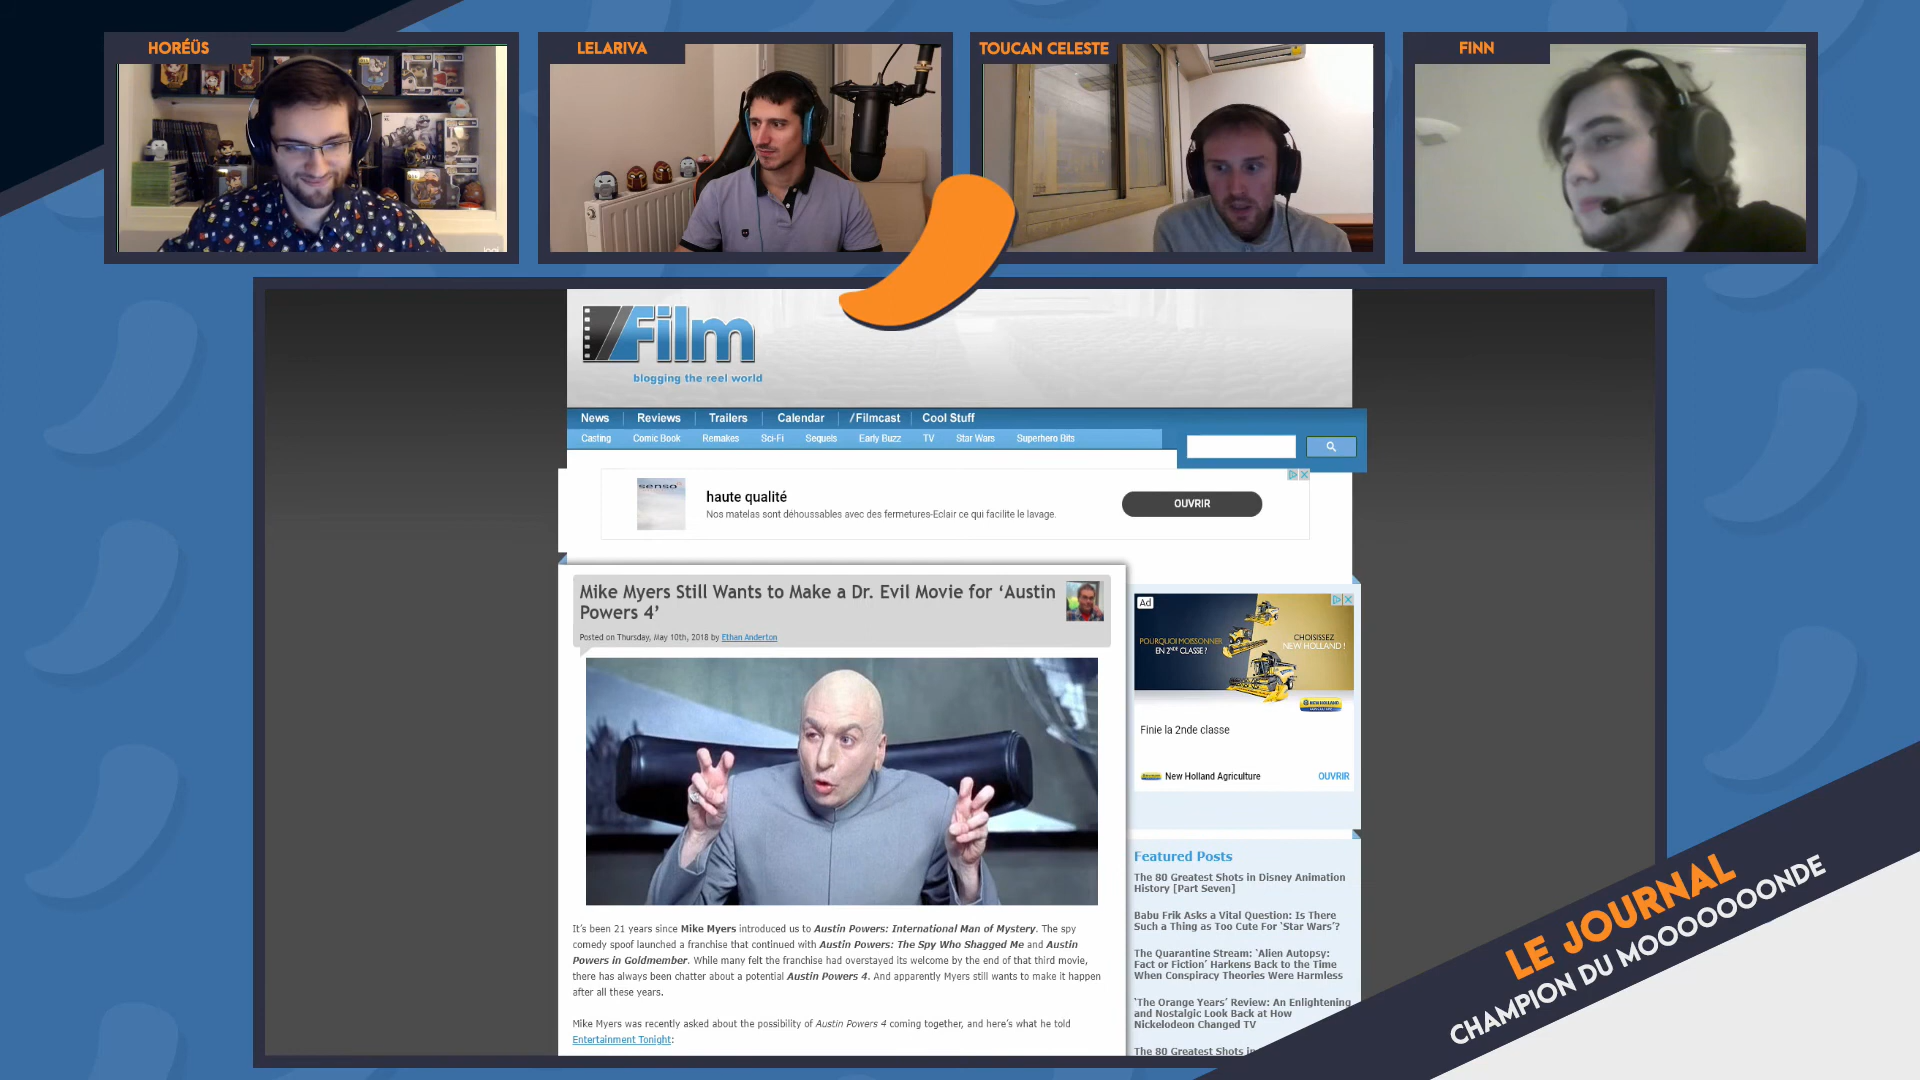 HORÉÜS
LELARIVA
TOUCAN CELESTE
FINN
/Film
blogging the reel world
News
Reviews
Trailers
Calendar
/Filmcast
Cool Stuff
Casting
Comic Book
Remakes
Sci-Fi
Sequels
Early Buzz
TV
Star Wars
Superhero Bits
senso
haute qualité
Nos matelas sont déhoussables avec des fermetures-Eclair ce qui facilite le lavage.
OUVRIR
Mike Myers Still Wants to Make a Dr. Evil Movie for ‘Austin
Powers 4’
Posted on Thursday, May 10th, 2018 by Ethan Anderton
It’s been 21 years since Mike Myers introduced us to Austin Powers: International Man of Mystery. The spy
comedy spoof launched a franchise that continued with Austin Powers: The Spy Who Shagged Me and Austin
Powers in Goldmember. While many felt the franchise had overstayed its welcome by the end of that third movie,
there has always been chatter about a potential Austin Powers 4. And apparently Myers still wants to make it happen
after all these years.
Mike Myers was recently asked about the possibility of Austin Powers 4 coming together, and here’s what he told
Entertainment Tonight:
Ad
POURQUOI MOISSONNER
EN 2NDE CLASSE ?
CHOISISSEZ
NEW HOLLAND !
NEW HOLLAND
Finie la 2nde classe
New Holland Agriculture
OUVRIR
Featured Posts
The 80 Greatest Shots in Disney Animation
History [Part Seven]
Babu Frik Asks a Vital Question: Is There
Such a Thing as Too Cute For ‘Star Wars’?
The Quarantine Stream: ‘Alien Autopsy:
Fact or Fiction’ Harkens Back to the Time
When Conspiracy Theories Were Harmless
‘The Orange Years’ Review: An Enlightening
and Nostalgic Look Back at How
Nickelodeon Changed TV
The 80 Greatest Shots in
LE JOURNAL
CHAMPION DU MOOOOOOONDE